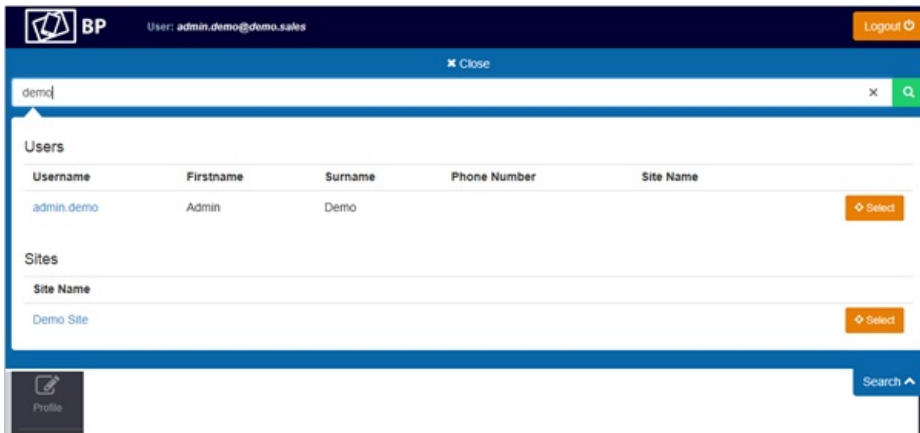 BP User: admin.demo@demo.sales Logout
Close
demo
Users
Username Firstname Surname Phone Number Site Name
admin.demo Admin Demo Select
Sites
Site Name
Demo Site Select
Search
Profile